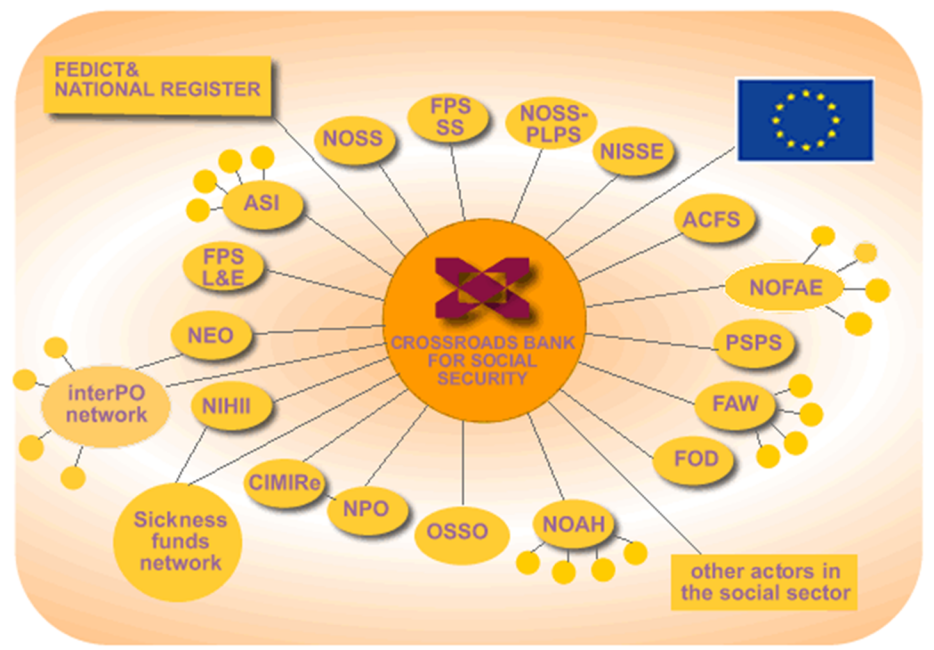 FEDICT&
NATIONAL REGISTER
NOSS
FPS
SS
NOSS-
PLPS
NISSE
ASI
ACFS
FPS
L&E
NOFAE
NEO
CROSSROADS BANK
FOR SOCIAL
SECURITY
PSPS
interPO
network
NIHII
FAW
FOD
CIMIRe
NPO
OSSO
NOAH
Sickness
funds
network
other actors in
the social sector